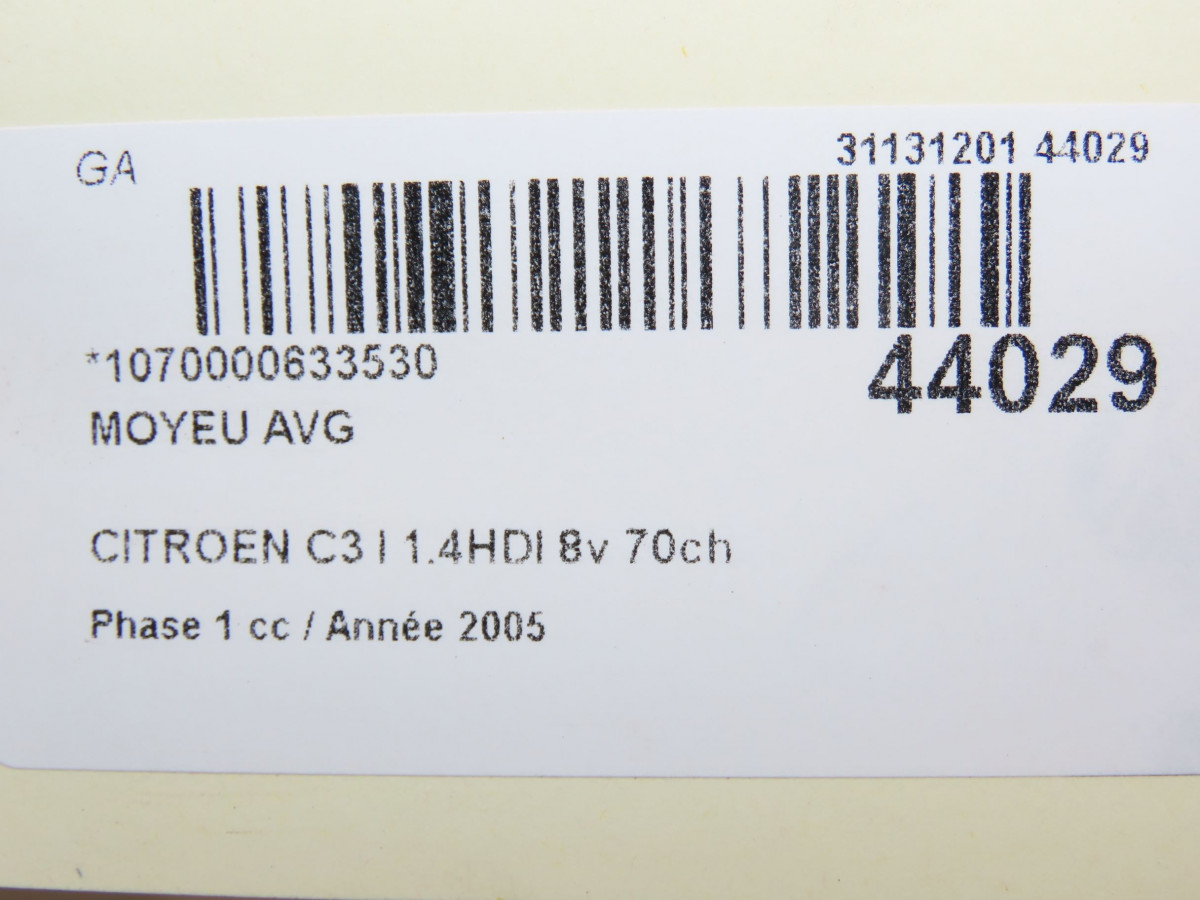 GA
31131201 44029
*1070000633530
44029
MOYEU AVG
CITROEN C3 I 1.4HDI 8v 70ch
Phase 1 cc / Année 2005